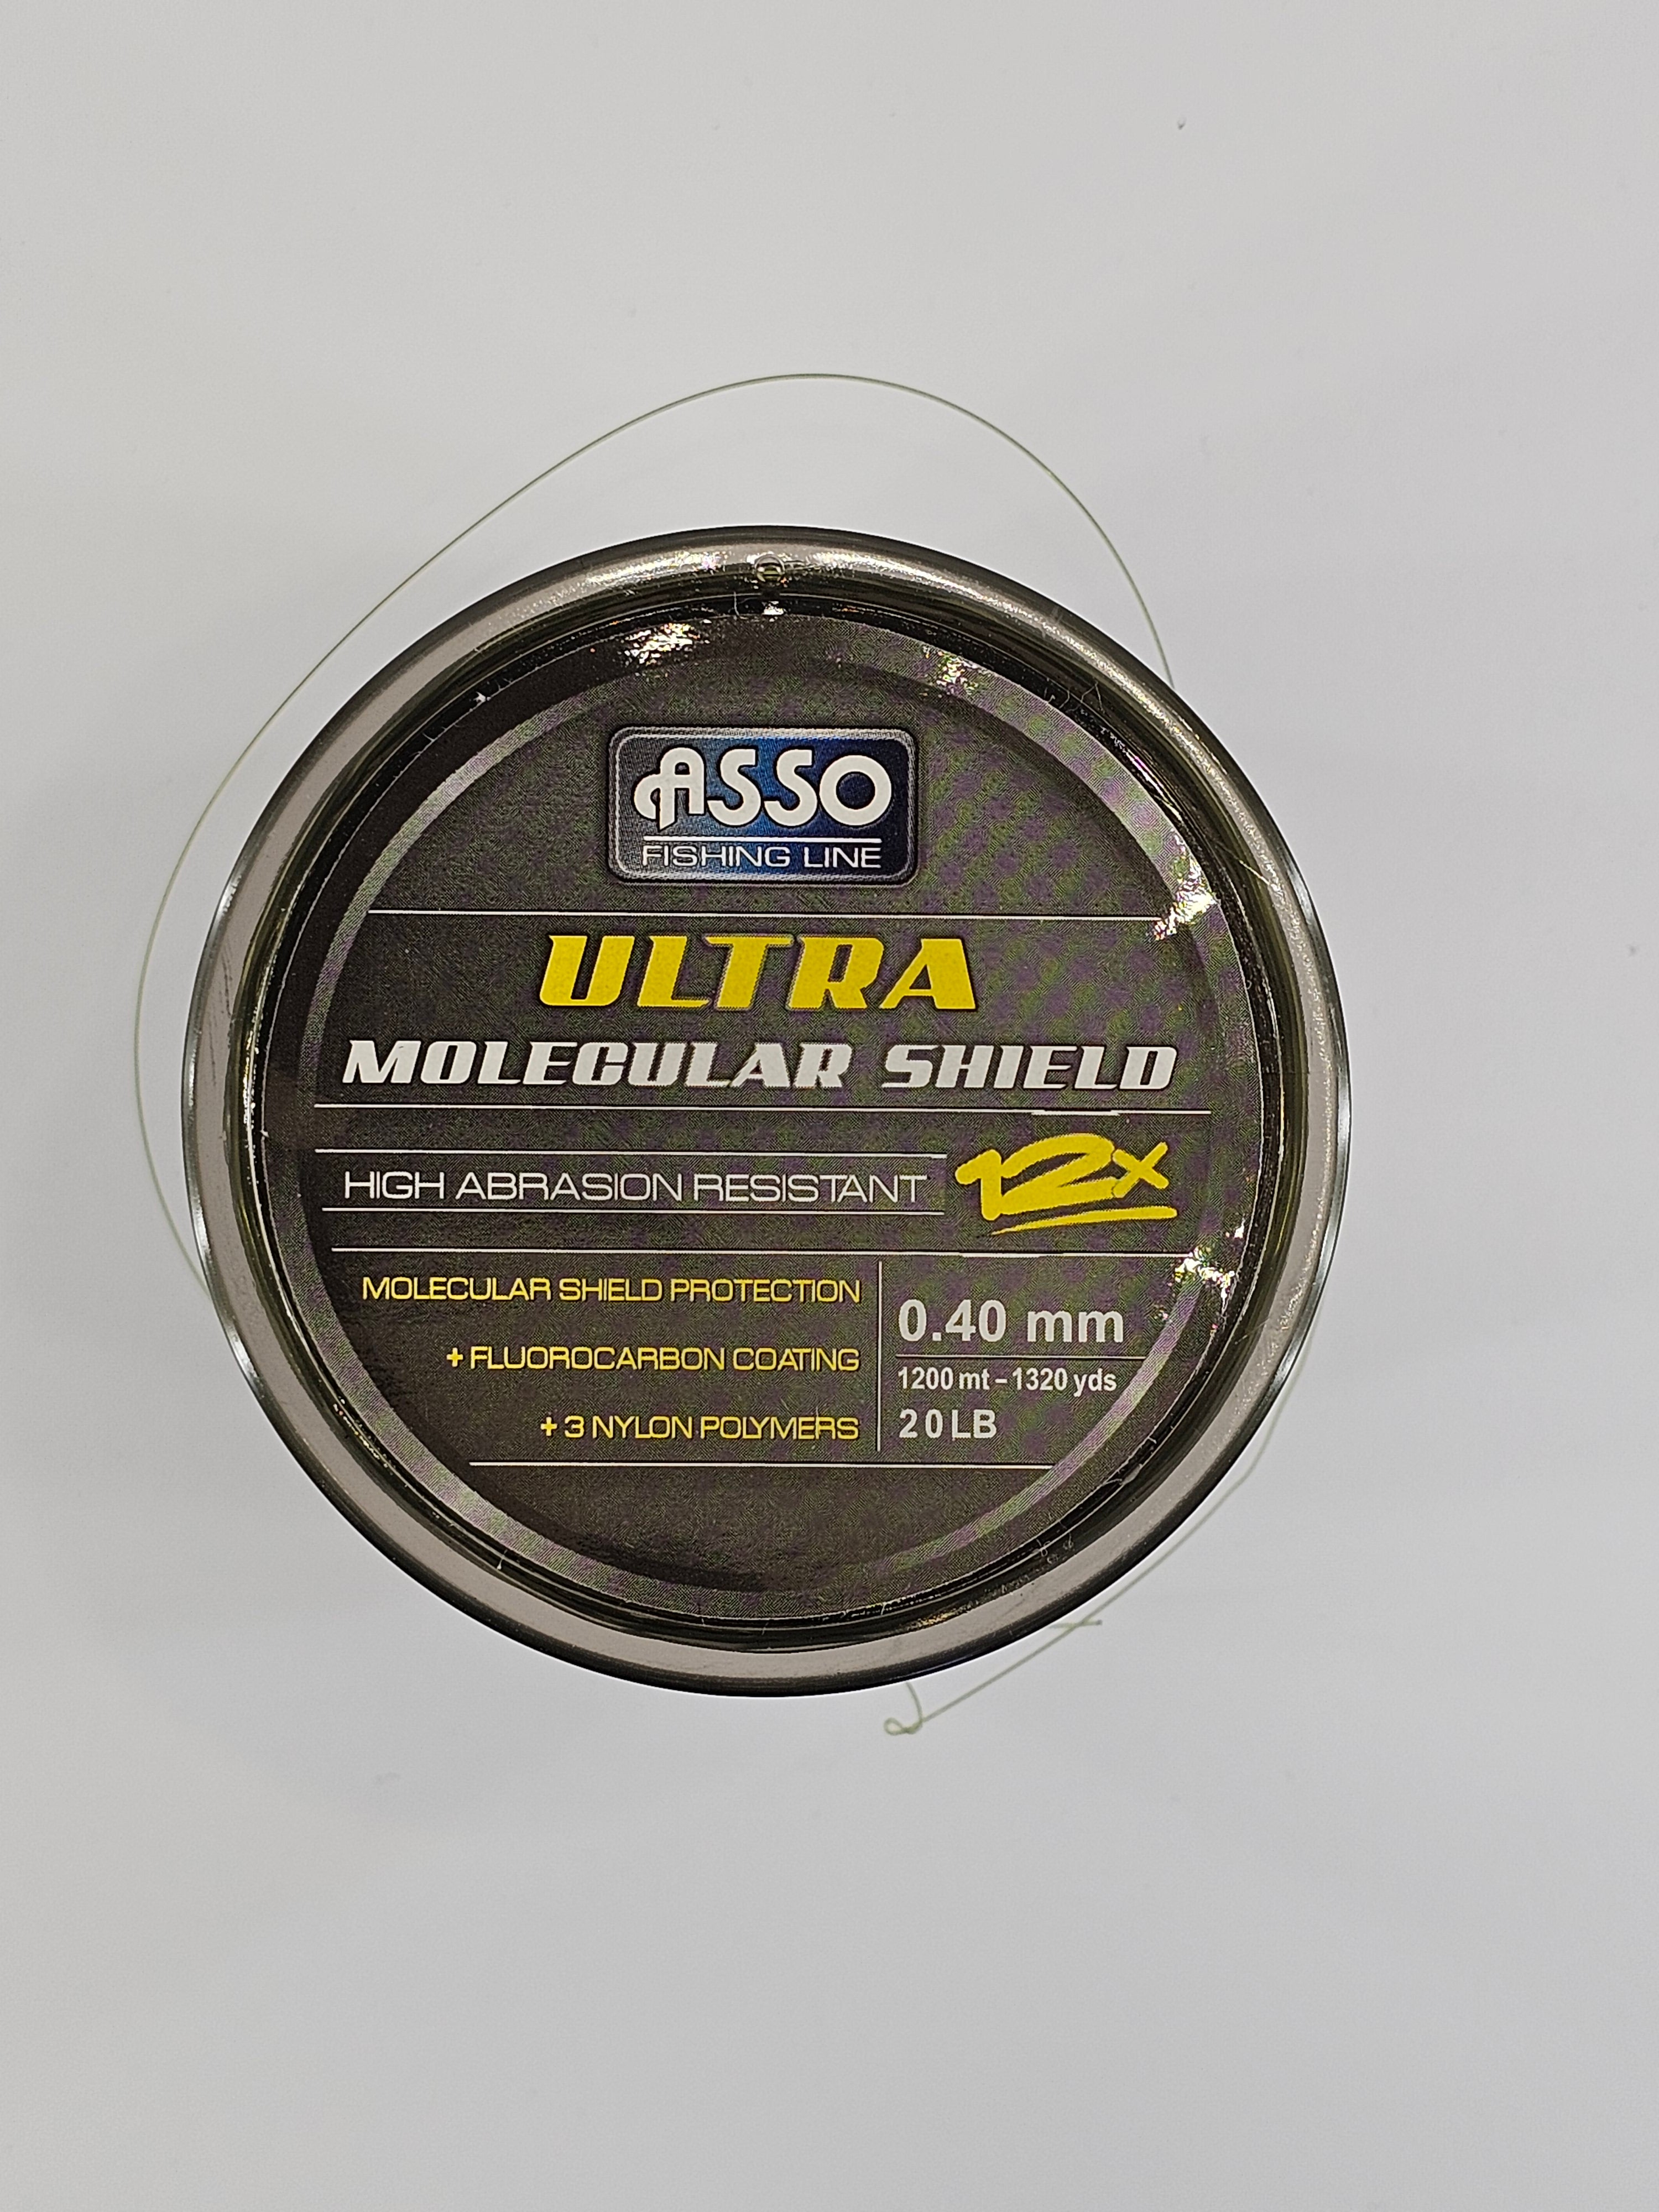 ASSO
FISHING LINE
ULTRA
MOLECULAR SHIELD
HIGH ABRASION RESISTANT 12x
MOLECULAR SHIELD PROTECTION
+ FLUOROCARBON COATING
+ 3 NYLON POLYMERS
0.40 mm
1200 mt - 1320 yds
20LB